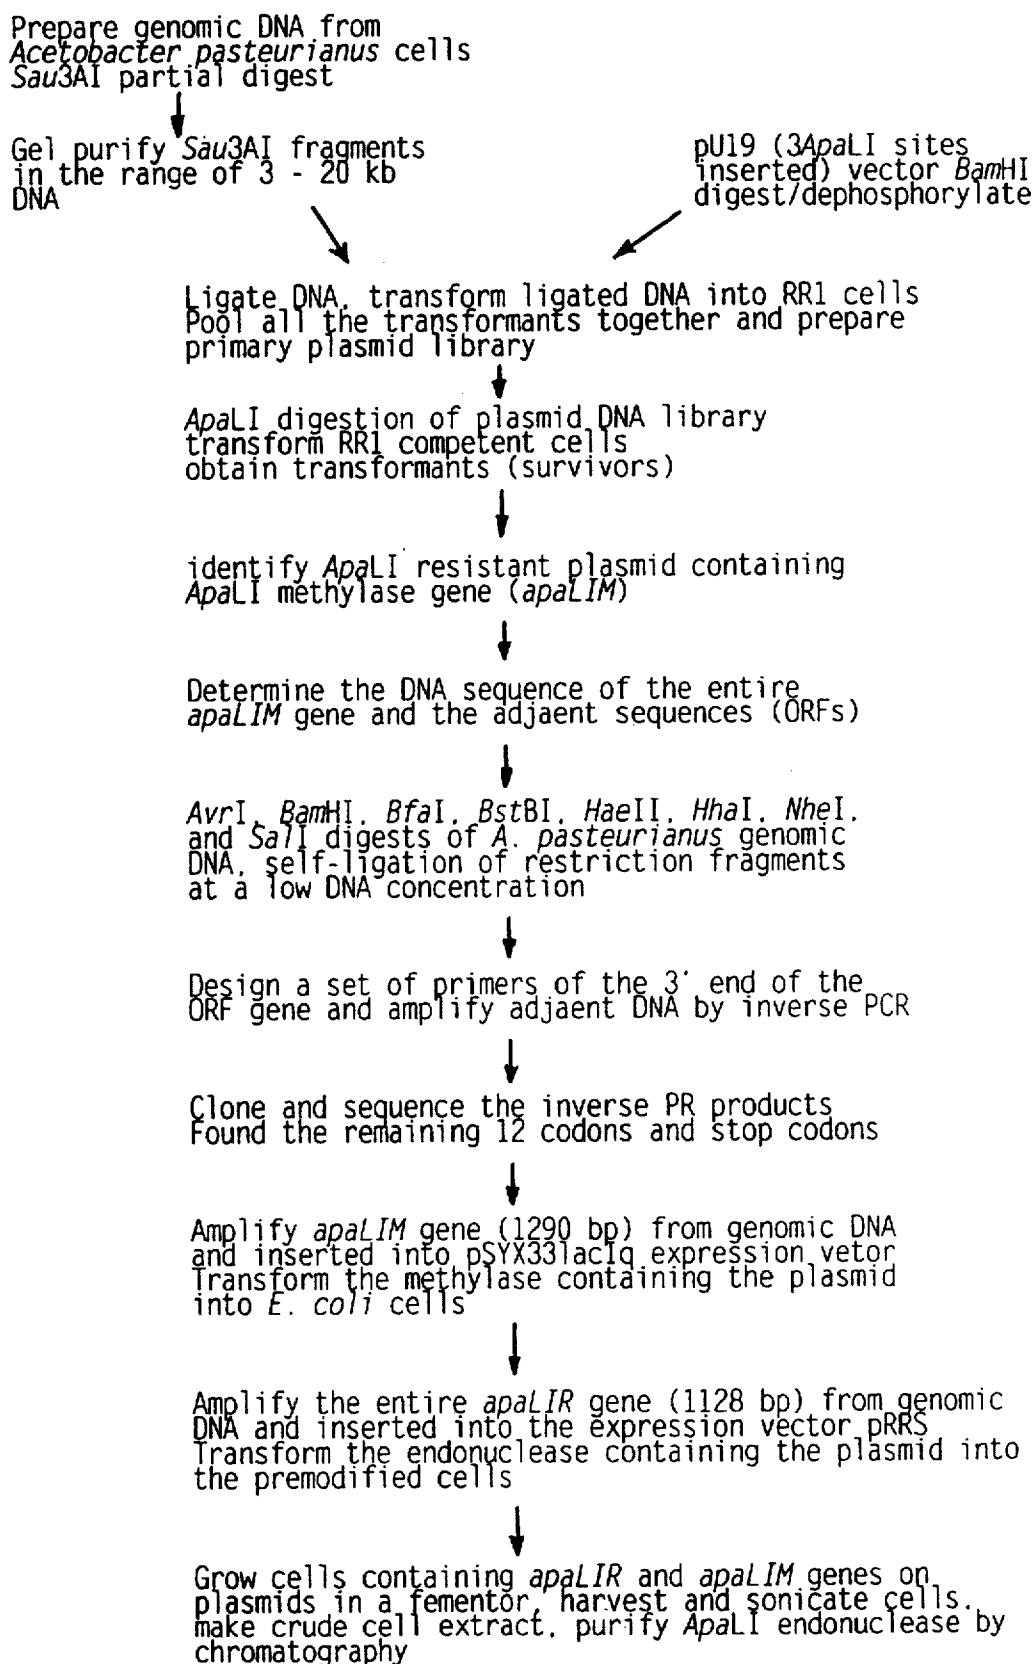 Prepare genomic DNA from
Acetobacter pasteurianus cells
Sau3AI partial digest
Gel purify Sau3AI fragments
in the range of 3 - 20 kb
DNA
pU19 (3ApaLI sites
inserted) vector BamHI
digest/dephosphorylate
Ligate DNA, transform ligated DNA into RR1 cells
Pool all the transformants together and prepare
primary plasmid library
ApaLI digestion of plasmid DNA library
transform RR1 competent cells
obtain transformants (survivors)
identify ApaLI resistant plasmid containing
ApaLI methylase gene (apaLIM)
Determine the DNA sequence of the entire
apaLIM gene and the adjaent sequences (ORFs)
AvrI, BamHI, BfaI, BstBI, HaeII, HhaI, NheI,
and SalI digests of A. pasteurianus genomic
DNA, self-ligation of restriction fragments
at a low DNA concentration
Design a set of primers of the 3' end of the
ORF gene and amplify adjaent DNA by inverse PCR
Clone and sequence the inverse PR products
Found the remaining 12 codons and stop codons
Amplify apaLIM gene (1290 bp) from genomic DNA
and inserted into pSYX33lacIq expression vetor
Transform the methylase containing the plasmid
into E. coli cells
Amplify the entire apaLIR gene (1128 bp) from genomic
DNA and inserted into the expression vector pRRS
Transform the endonuclease containing the plasmid into
the premodified cells
Grow cells containing apaLIR and apaLIM genes on
plasmids in a fementor, harvest and sonicate cells,
make crude cell extract, purify ApaLI endonuclease by
chromatography